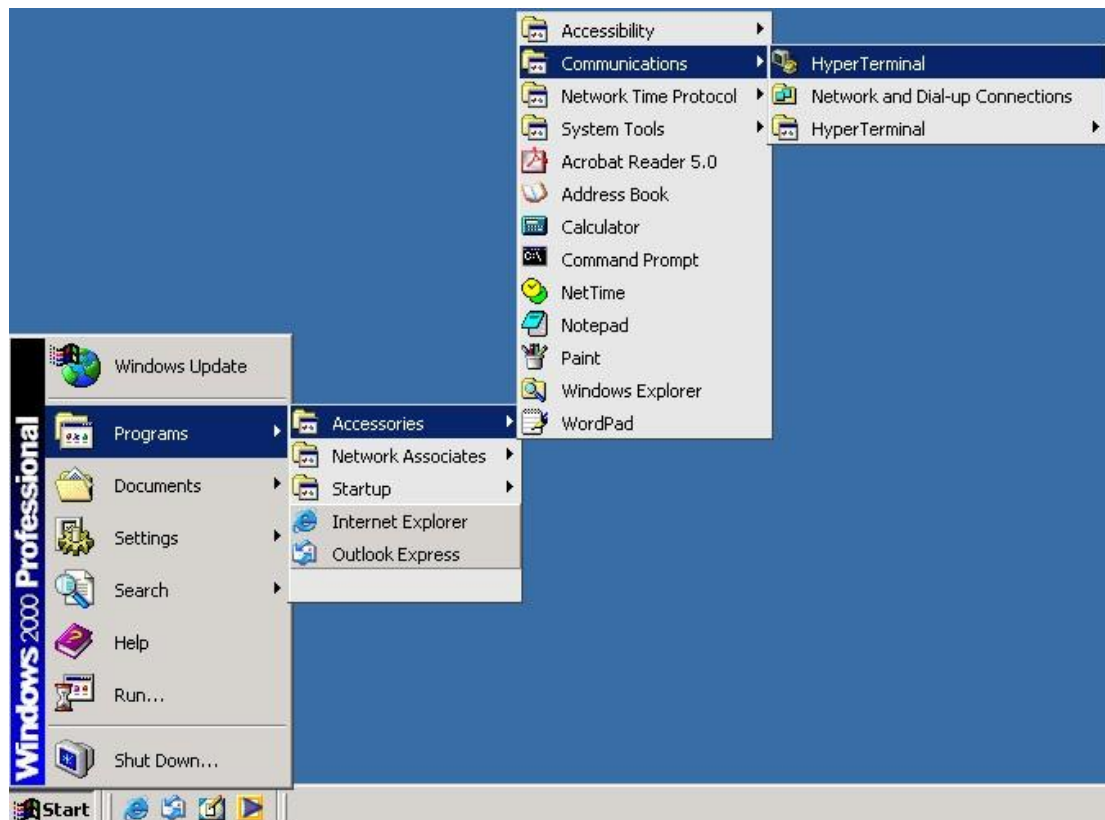 Accessibility
Communications
Network Time Protocol
System Tools
Acrobat Reader 5.0
Address Book
Calculator
Command Prompt
NetTime
Notepad
Paint
Windows Explorer
WordPad
HyperTerminal
Network and Dial-up Connections
HyperTerminal
Windows Update
Programs
Documents
Settings
Search
Help
Run...
Shut Down...
Accessories
Network Associates
Startup
Internet Explorer
Outlook Express
Windows 2000 Professional
Start